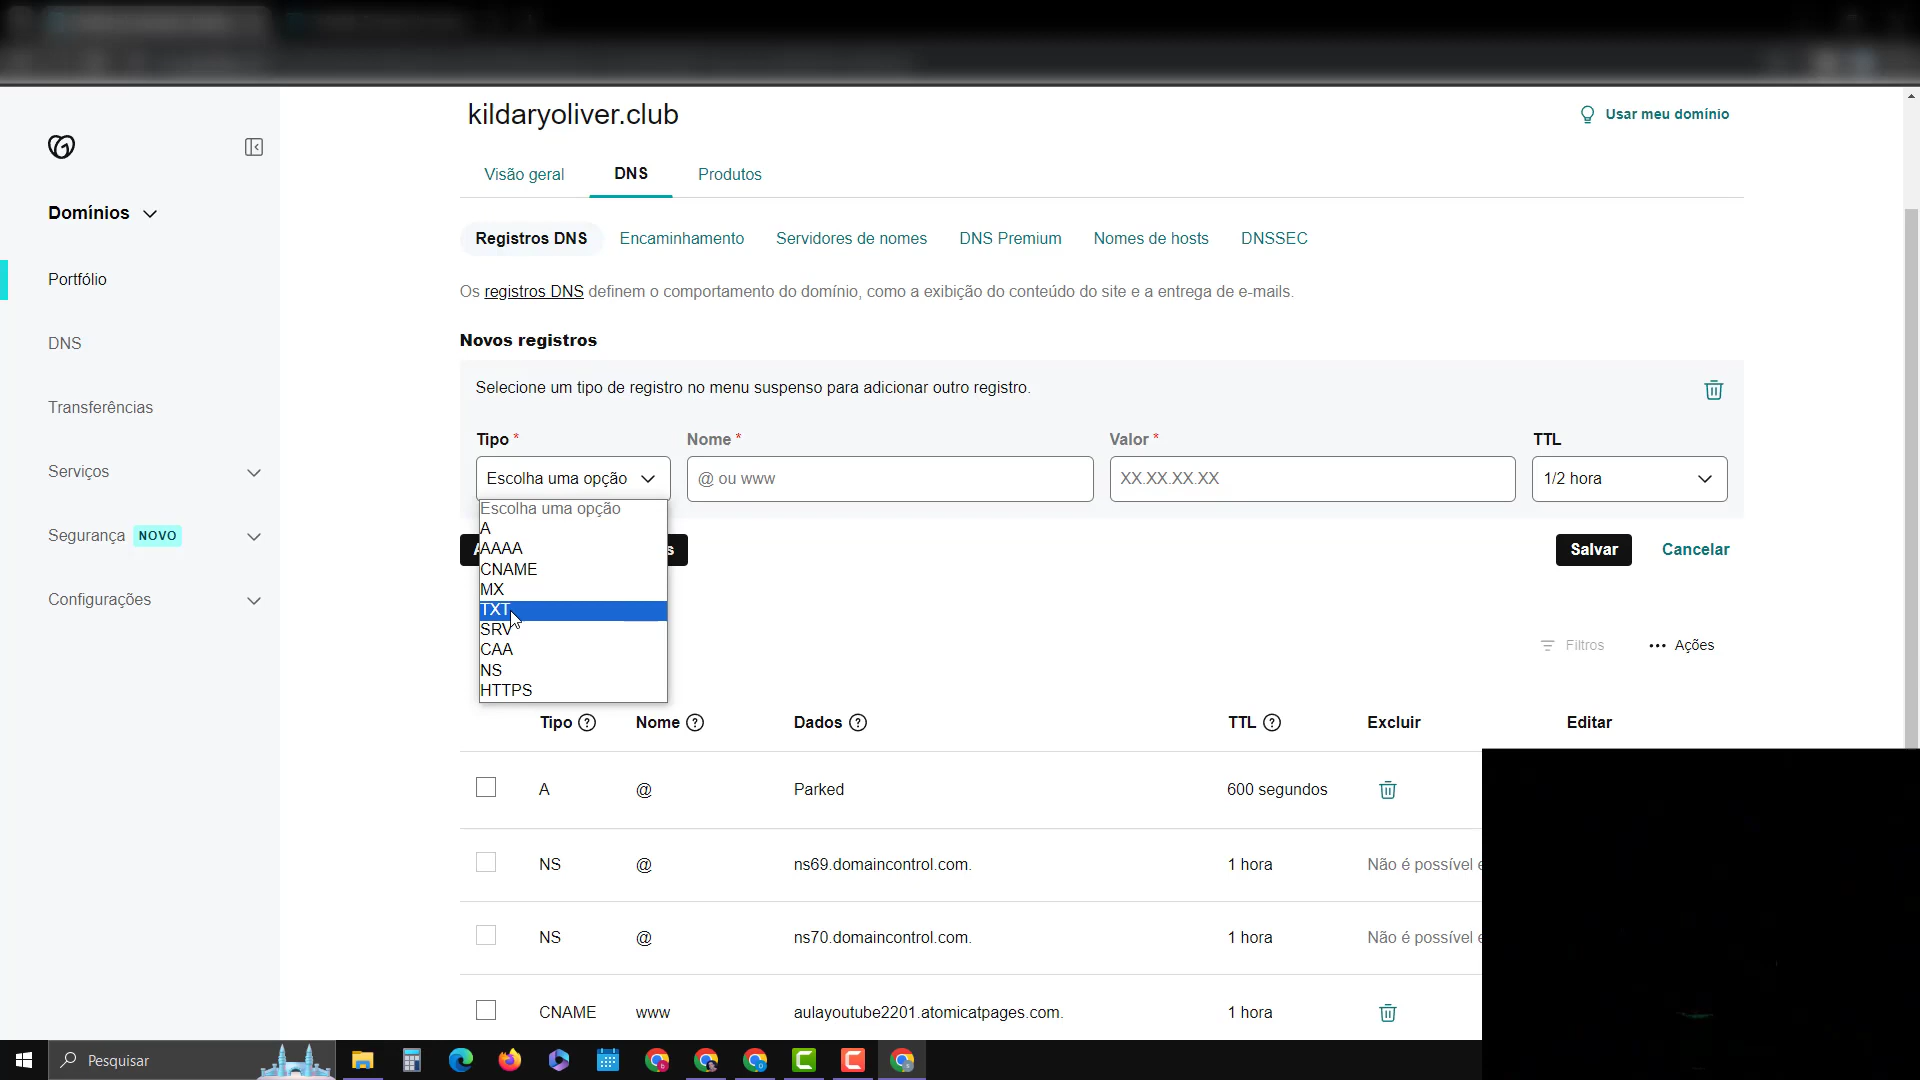 kildaryoliver.club
Usar meu domínio
Visão geral
DNS
Produtos
Domínios
Registros DNS
Encaminhamento
Servidores de nomes
DNS Premium
Nomes de hosts
DNSSEC
Portfólio
Os registros DNS definem o comportamento do domínio, como a exibição do conteúdo do site e a entrega de e-mails.
DNS
Novos registros
Selecione um tipo de registro no menu suspenso para adicionar outro registro.
Transferências
Tipo *
Nome *
Valor *
TTL
Serviços
Escolha uma opção
@ ou www
XX.XX.XX.XX
1/2 hora
Escolha uma opção
A
AAAA
CNAME
MX
TXT
SRV
CAA
NS
HTTPS
Segurança NOVO
Salvar
Cancelar
Configurações
Filtros
Ações
Tipo
Nome
Dados
TTL
Excluir
Editar
A
@
Parked
600 segundos
NS
@
ns69.domaincontrol.com.
1 hora
Não é possível
NS
@
ns70.domaincontrol.com.
1 hora
Não é possível
CNAME
www
aulayoutube2201.atomicatpages.com.
1 hora
Pesquisar